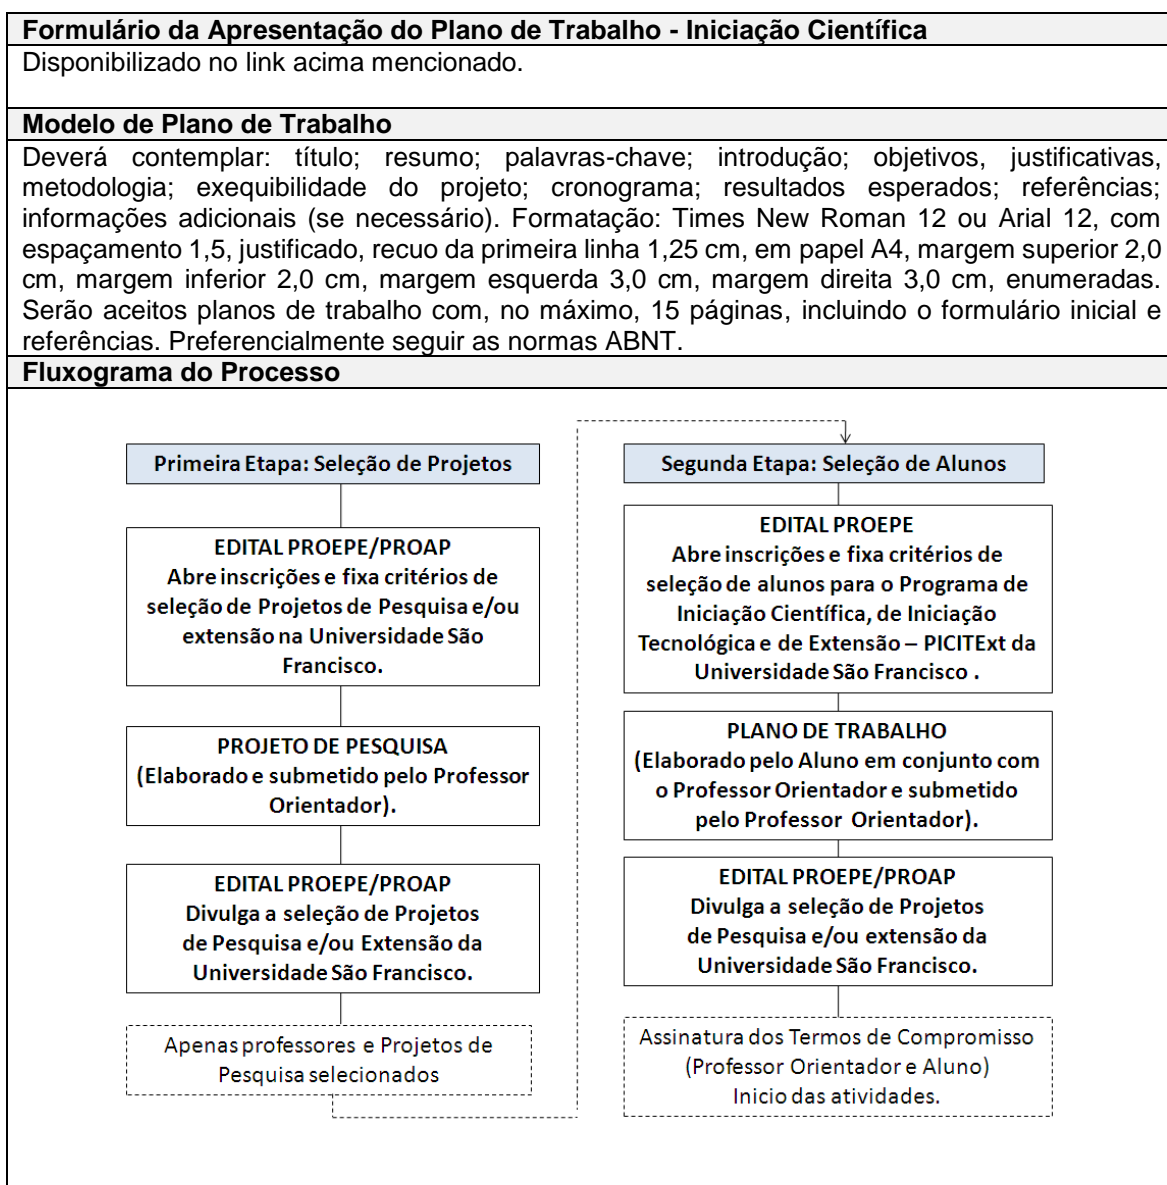 Formulário da Apresentação do Plano de Trabalho - Iniciação Científica
Disponibilizado no link acima mencionado.
Modelo de Plano de Trabalho
Deverá contemplar: título; resumo; palavras-chave; introdução; objetivos, justificativas,
metodologia; exequibilidade do projeto; cronograma; resultados esperados; referências;
informações adicionais (se necessário). Formatação: Times New Roman 12 ou Arial 12, com
espaçamento 1,5, justificado, recuo da primeira linha 1,25 cm, em papel A4, margem superior 2,0
cm, margem inferior 2,0 cm, margem esquerda 3,0 cm, margem direita 3,0 cm, enumeradas.
Serão aceitos planos de trabalho com, no máximo, 15 páginas, incluindo o formulário inicial e
referências. Preferencialmente seguir as normas ABNT.
Fluxograma do Processo
Primeira Etapa: Seleção de Projetos
EDITAL PROEPE/PROAP
Abre inscrições e fixa critérios de
seleção de Projetos de Pesquisa e/ou
extensão na Universidade São
Francisco.
PROJETO DE PESQUISA
(Elaborado e submetido pelo Professor
Orientador).
EDITAL PROEPE/PROAP
Divulga a seleção de Projetos
de Pesquisa e/ou Extensão da
Universidade São Francisco.
Apenas professores e Projetos de
Pesquisa selecionados
Segunda Etapa: Seleção de Alunos
EDITAL PROEPE
Abre inscrições e fixa critérios de
seleção de alunos para o Programa de
Iniciação Científica, de Iniciação
Tecnológica e de Extensão – PICITExt da
Universidade São Francisco .
PLANO DE TRABALHO
(Elaborado pelo Aluno em conjunto com
o Professor Orientador e submetido
pelo Professor Orientador).
EDITAL PROEPE/PROAP
Divulga a seleção de Projetos
de Pesquisa e/ou extensão da
Universidade São Francisco.
Assinatura dos Termos de Compromisso
(Professor Orientador e Aluno)
Inicio das atividades.